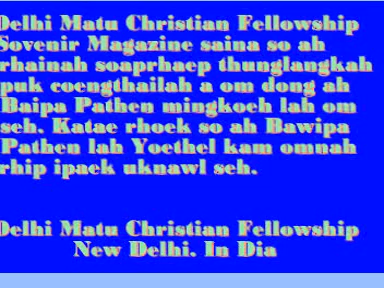 Delhi Matu Christian Fellowship
Sovenir Magazine saina so ah
rhainah soaprhaep thunglangkah
puk coengthailah a om dong ah
Baipa Pathen mingkoeh lah om
seh. Katae rhoek so ah Bawipa
Pathen lah Yoethel kam omnah
rhip ipaek uknawl seh.
Delhi Matu Christian Fellowship
New Delhi. In Dia